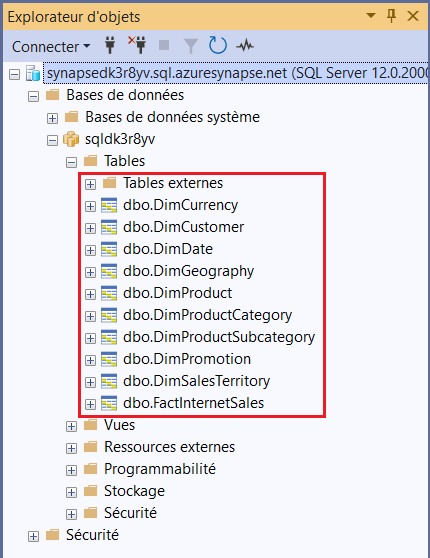 Explorateur d'objets
Connecter
synapsedk3r8yv.sql.azuresynapse.net (SQL Server 12.0.2000
Bases de données
Bases de données système
sqldk3r8yv
Tables
Tables externes
dbo.DimCurrency
dbo.DimCustomer
dbo.DimDate
dbo.DimGeography
dbo.DimProduct
dbo.DimProductCategory
dbo.DimProductSubcategory
dbo.DimPromotion
dbo.DimSalesTerritory
dbo.FactInternetSales
Vues
Ressources externes
Programmabilité
Stockage
Sécurité
Sécurité